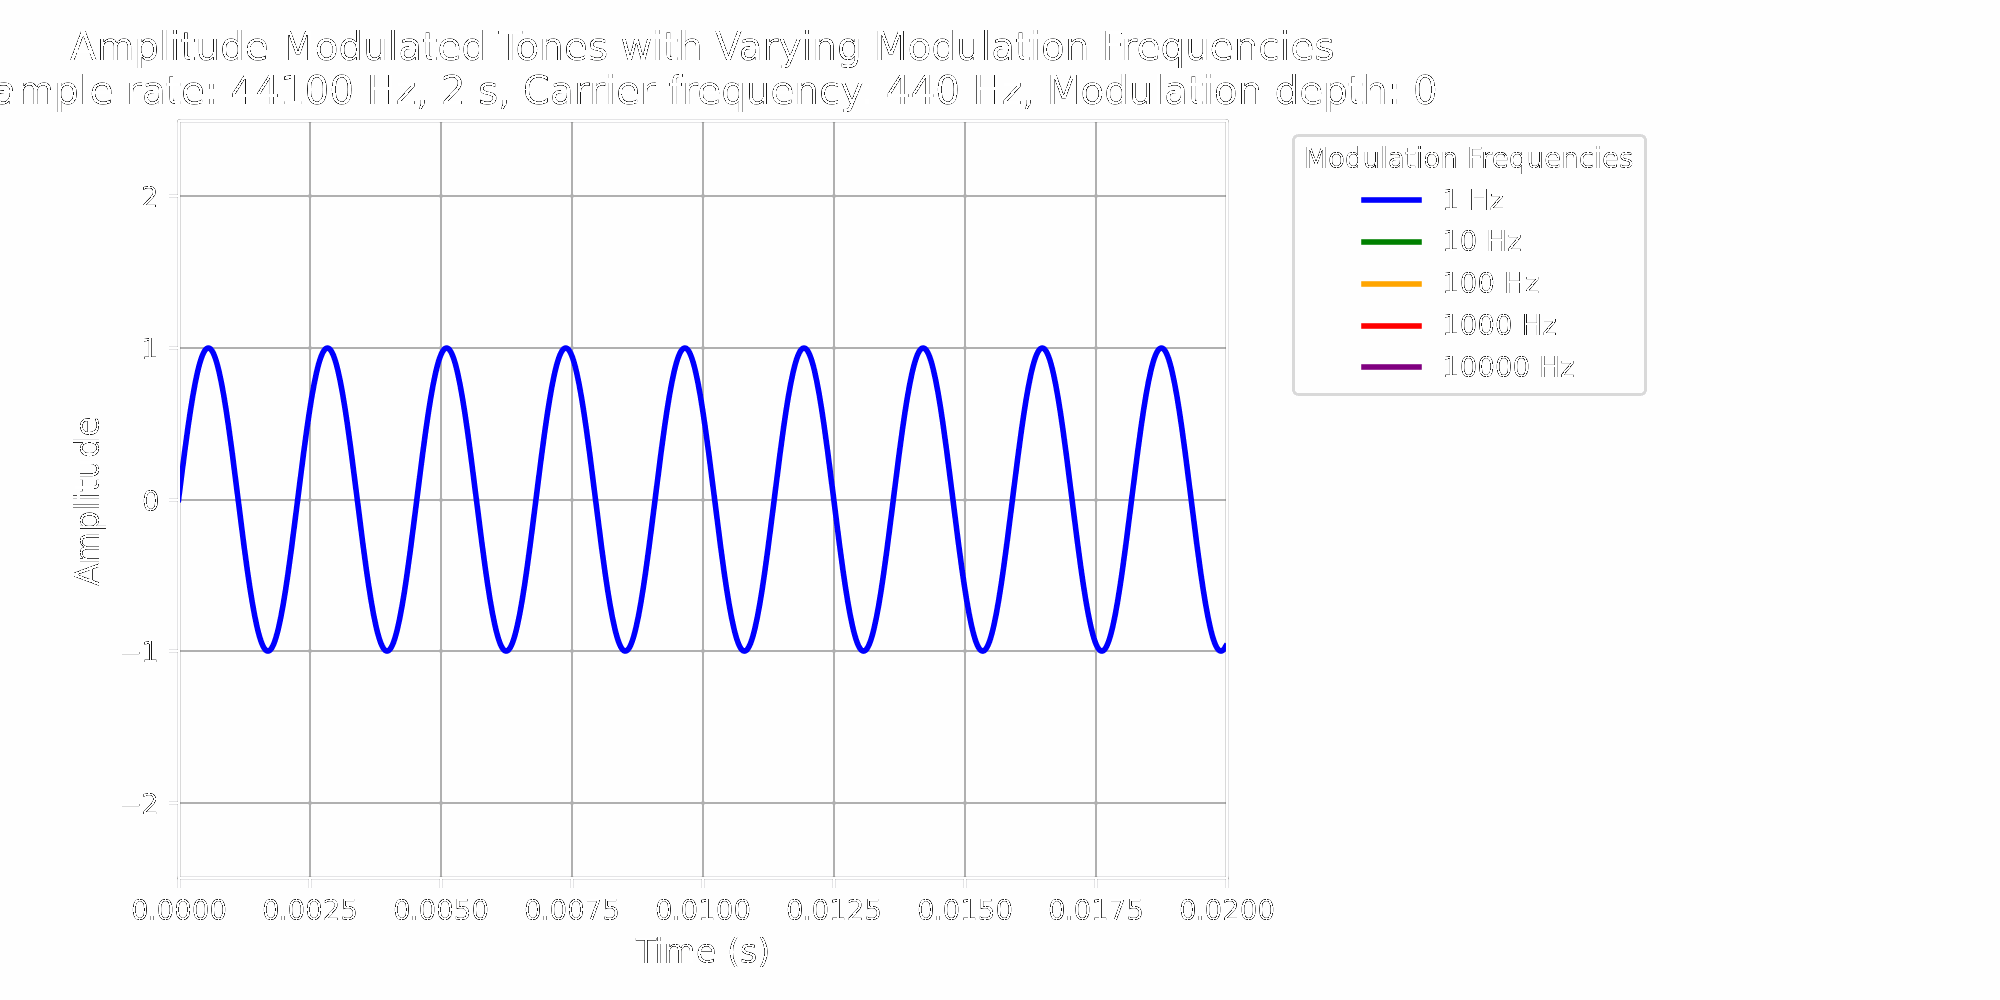 Amplitude Modulated Tones with Varying Modulation Frequencies
ample rate: 44100 Hz, 2 s, Carrier frequency 440 Hz, Modulation depth: 0
Modulation Frequencies
1 Hz
10 Hz
100 Hz
1000 Hz
10000 Hz
2
1
0
−1
−2
Amplitude
0.0000 0.0025 0.0050 0.0075 0.0100 0.0125 0.0150 0.0175 0.0200
Time (s)